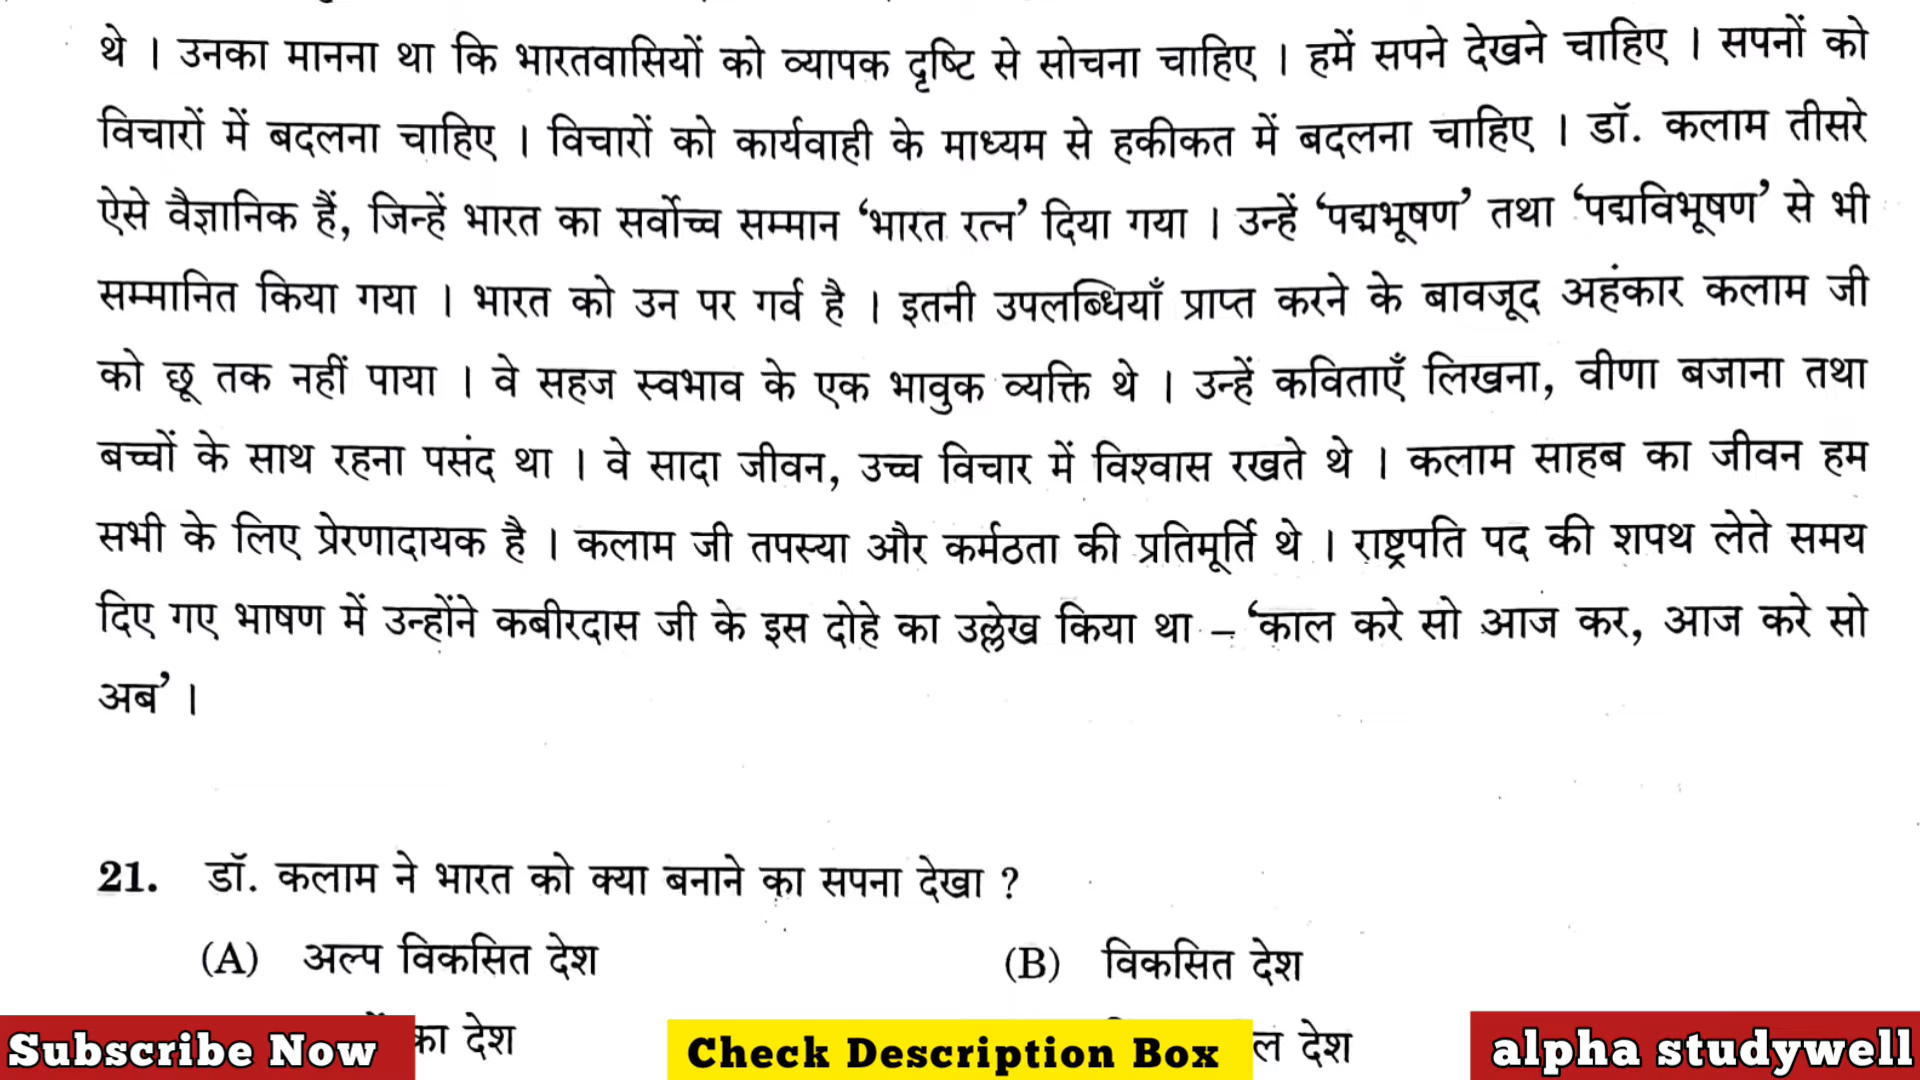 थे । उनका मानना था कि भारतवासियों को व्यापक दृष्टि से सोचना चाहिए । हमें सपने देखने चाहिए । सपनों को
विचारों में बदलना चाहिए । विचारों को कार्यवाही के माध्यम से हकीकत में बदलना चाहिए । डॉ. कलाम तीसरे
ऐसे वैज्ञानिक हैं, जिन्हें भारत का सर्वोच्च सम्मान ‘भारत रत्न’ दिया गया । उन्हें ‘पद्मभूषण’ तथा ‘पद्मविभूषण’ से भी
सम्मानित किया गया । भारत को उन पर गर्व है । इतनी उपलब्धियाँ प्राप्त करने के बावजूद अहंकार कलाम जी
को छू तक नहीं पाया । वे सहज स्वभाव के एक भावुक व्यक्ति थे । उन्हें कविताएँ लिखना, वीणा बजाना तथा
बच्चों के साथ रहना पसंद था । वे सादा जीवन, उच्च विचार में विश्वास रखते थे । कलाम साहब का जीवन हम
सभी के लिए प्रेरणादायक है । कलाम जी तपस्या और कर्मठता की प्रतिमूर्ति थे । राष्ट्रपति पद की शपथ लेते समय
दिए गए भाषण में उन्होंने कबीरदास जी के इस दोहे का उल्लेख किया था – ‘काल करे सो आज कर, आज करे सो
अब’ ।
21. डॉ. कलाम ने भारत को क्या बनाने का सपना देखा ?
(A) अल्प विकसित देश (B) विकसित देश
का देश देश
Subscribe Now Check Description Box alpha studywell